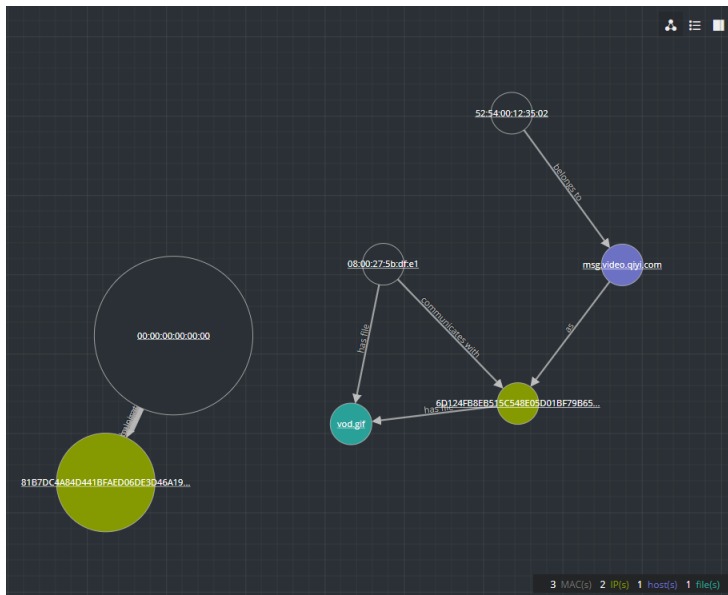 52:54:00:12:35:02
belongs to
08:00:27:5b:df:e1
msg.video.qiyi.com
communicates with
as
has file
00:00:00:00:00:00
6D124FB8EB515C548E05D01BF79B65...
has file
vod.gif
81B7DC4A84D441BFAED06DE3D46A19...
3 MAC(s) 2 IP(s) 1 host(s) 1 file(s)